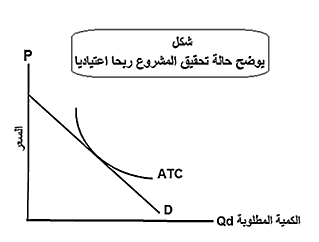 شكل
يوضح حالة تحقيق المشروع ربحا اعتياديا
P
السعر
ATC
D
الكمية المطلوبة Qd